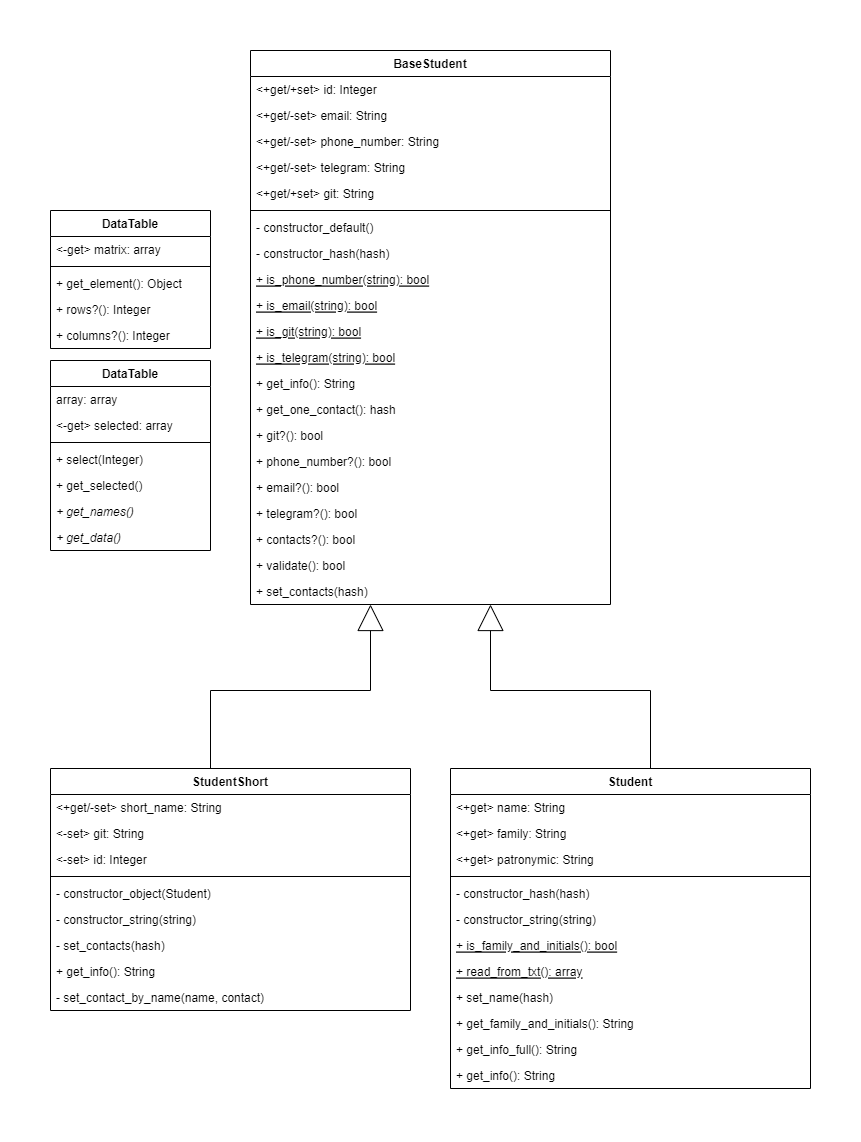 BaseStudent
<+get/+set> id: Integer
<+get/-set> email: String
<+get/-set> phone_number: String
<+get/-set> telegram: String
<+get/+set> git: String
- constructor_default()
- constructor_hash(hash)
+ is_phone_number(string): bool
+ is_email(string): bool
+ is_git(string): bool
+ is_telegram(string): bool
+ get_info(): String
+ get_one_contact(): hash
+ git?(): bool
+ phone_number?(): bool
+ email?(): bool
+ telegram?(): bool
+ contacts?(): bool
+ validate(): bool
+ set_contacts(hash)
DataTable
<-get> matrix: array
+ get_element(): Object
+ rows?(): Integer
+ columns?(): Integer
DataTable
array: array
<-get> selected: array
+ select(Integer)
+ get_selected()
+ get_names()
+ get_data()
StudentShort
<+get/-set> short_name: String
<-set> git: String
<-set> id: Integer
- constructor_object(Student)
- constructor_string(string)
- set_contacts(hash)
+ get_info(): String
- set_contact_by_name(name, contact)
Student
<+get> name: String
<+get> family: String
<+get> patronymic: String
- constructor_hash(hash)
- constructor_string(string)
+ is_family_and_initials(): bool
+ read_from_txt(): array
+ set_name(hash)
+ get_family_and_initials(): String
+ get_info_full(): String
+ get_info(): String